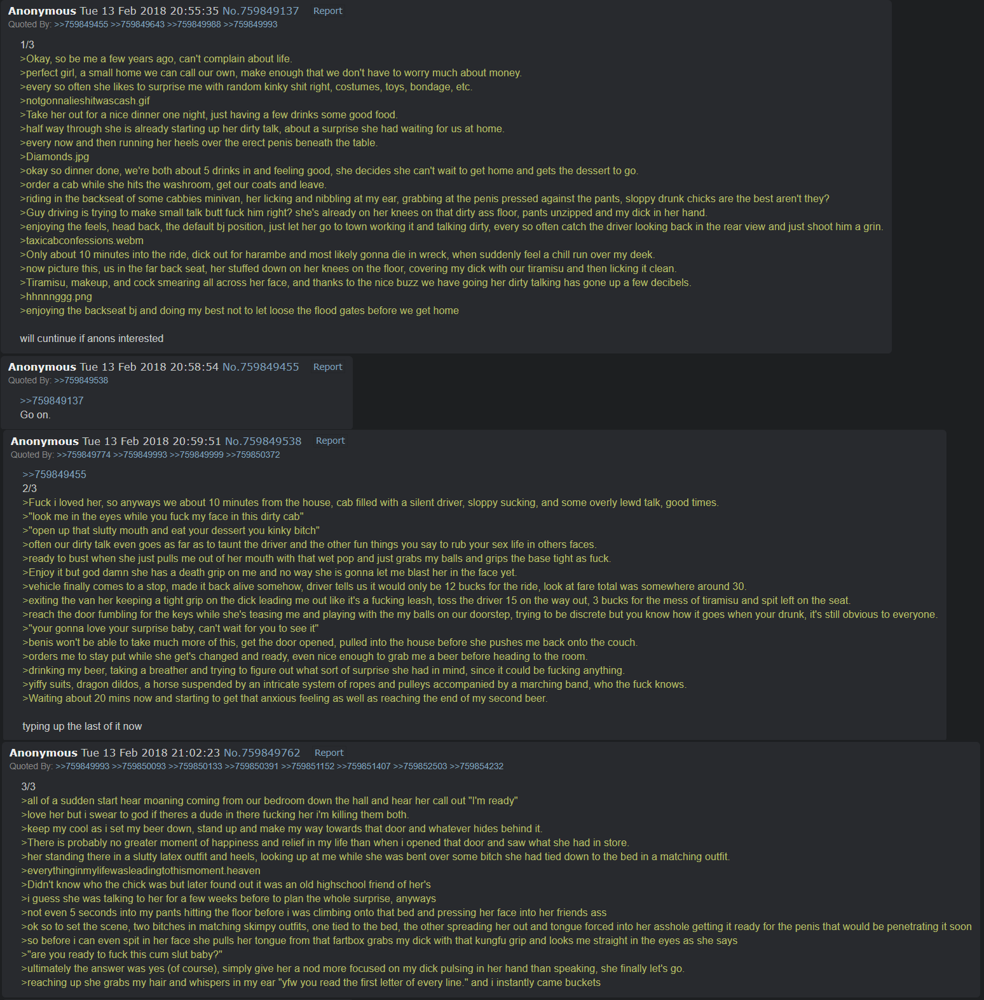 Anonymous Tue 13 Feb 2018 20:55:35 No.759849137 Report
Quoted By: >>759849455 >>759849643 >>759849988 >>759849993
1/3
>Okay, so be me a few years ago, can't complain about life.
>perfect girl, a small home we can call our own, make enough that we don't have to worry much about money.
>every so often she likes to surprise me with random kinky shit right, costumes, toys, bondage, etc.
>notgonnalieshitwascash.gif
>Take her out for a nice dinner one night, just having a few drinks some good food.
>half way through she is already starting up her dirty talk, about a surprise she had waiting for us at home.
>every now and then running her heels over the erect penis beneath the table.
>Diamonds.jpg
>okay so dinner done, we're both about 5 drinks in and feeling good, she decides she can't wait to get home and gets the dessert to go.
>order a cab while she hits the washroom, get our coats and leave.
>riding in the backseat of some cabbies minivan, her licking and nibbling at my ear, grabbing at the penis pressed against the pants, sloppy drunk chicks are the best aren't they?
>Guy driving is trying to make small talk butt fuck him right? she's already on her knees on that dirty ass floor, pants unzipped and my dick in her hand.
>enjoying the feels, head back, the default bj position, just let her go to town working it and talking dirty, every so often catch the driver looking back in the rear view and just shoot him a grin.
>taxicabconfessions.webm
>Only about 10 minutes into the ride, dick out for harambe and most likely gonna die in wreck, when suddenly feel a chill run over my deek.
>now picture this, us in the far back seat, her stuffed down on her knees on the floor, covering my dick with our tiramisu and then licking it clean.
>Tiramisu, makeup, and cock smearing all across her face, and thanks to the nice buzz we have going her dirty talking has gone up a few decibels.
>hhnnnggg.png
>enjoying the backseat bj and doing my best not to let loose the flood gates before we get home
will cuntinue if anons interested
Anonymous Tue 13 Feb 2018 20:58:54 No.759849455 Report
Quoted By: >>759849538
>>759849137
Go on.
Anonymous Tue 13 Feb 2018 20:59:51 No.759849538 Report
Quoted By: >>759849774 >>759849993 >>759849999 >>759850372
>>759849455
2/3
>Fuck i loved her, so anyways we about 10 minutes from the house, cab filled with a silent driver, sloppy sucking, and some overly lewd talk, good times.
>"look me in the eyes while you fuck my face in this dirty cab"
>"open up that slutty mouth and eat your dessert you kinky bitch"
>often our dirty talk even goes as far as to taunt the driver and the other fun things you say to rub your sex life in others faces.
>ready to bust when she just pulls me out of her mouth with that wet pop and just grabs my balls and grips the base tight as fuck.
>Enjoy it but god damn she has a death grip on me and no way she is gonna let me blast her in the face yet.
>vehicle finally comes to a stop, made it back alive somehow, driver tells us it would only be 12 bucks for the ride, look at fare total was somewhere around 30.
>exiting the van her keeping a tight grip on the dick leading me out like it's a fucking leash, toss the driver 15 on the way out, 3 bucks for the mess of tiramisu and spit left on the seat.
>reach the door fumbling for the keys while she's teasing me and playing with the my balls on our doorstep, trying to be discrete but you know how it goes when your drunk, it's still obvious to everyone.
>"your gonna love your surprise baby, can't wait for you to see it"
>benis won't be able to take much more of this, get the door opened, pulled into the house before she pushes me back onto the couch.
>orders me to stay put while she get's changed and ready, even nice enough to grab me a beer before heading to the room.
>drinking my beer, taking a breather and trying to figure out what sort of surprise she had in mind, since it could be fucking anything.
>yiffy suits, dragon dildos, a horse suspended by an intricate system of ropes and pulleys accompanied by a marching band, who the fuck knows.
>Waiting about 20 mins now and starting to get that anxious feeling as well as reaching the end of my second beer.
typing up the last of it now
Anonymous Tue 13 Feb 2018 21:02:23 No.759849762 Report
Quoted By: >>759849993 >>759850093 >>759850133 >>759850391 >>759851152 >>759851407 >>759852503 >>759854232
3/3
>all of a sudden start hear moaning coming from our bedroom down the hall and hear her call out "I'm ready"
>love her but i swear to god if theres a dude in there fucking her i'm killing them both.
>keep my cool as i set my beer down, stand up and make my way towards that door and whatever hides behind it.
>There is probably no greater moment of happiness and relief in my life than when i opened that door and saw what she had in store.
>her standing there in a slutty latex outfit and heels, looking up at me while she was bent over some bitch she had tied down to the bed in a matching outfit.
>everythinginmylifewasleadingtothismoment.heaven
>Didn't know who the chick was but later found out it was an old highschool friend of her's
>i guess she was talking to her for a few weeks before to plan the whole surprise, anyways
>not even 5 seconds into my pants hitting the floor before i was climbing onto that bed and pressing her face into her friends ass
>ok so to set the scene, two bitches in matching skimpy outfits, one tied to the bed, the other spreading her out and tongue forced into her asshole getting it ready for the penis that would be penetrating it soon
>so before i can even spit in her face she pulls her tongue from that fartbox grabs my dick with that kungfu grip and looks me straight in the eyes as she says
>"are you ready to fuck this cum slut baby?"
>ultimately the answer was yes (of course), simply give her a nod more focused on my dick pulsing in her hand than speaking, she finally let's go.
>reaching up she grabs my hair and whispers in my ear "yfw you read the first letter of every line." and i instantly came buckets